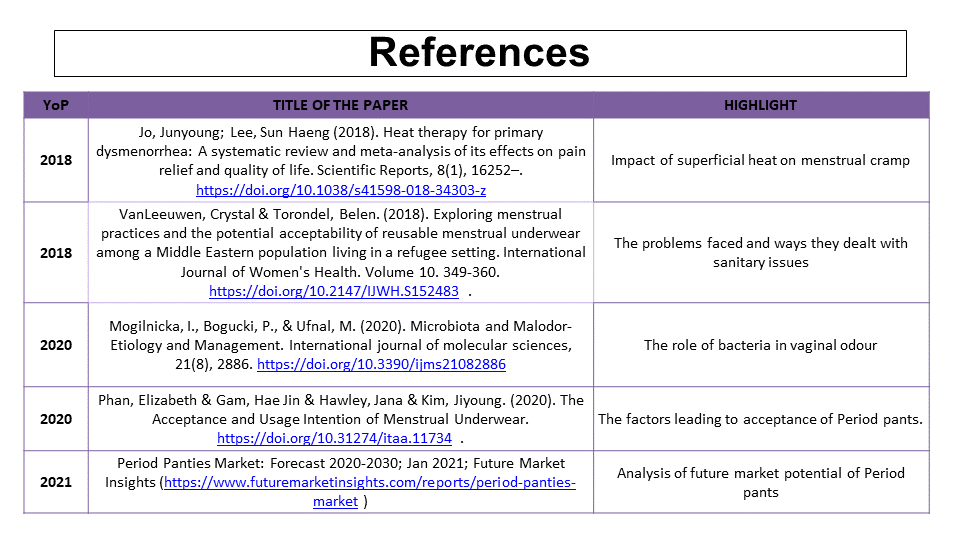 References
YoP
TITLE OF THE PAPER
HIGHLIGHT
2018
Jo, Junyoung; Lee, Sun Haeng (2018). Heat therapy for primary
dysmenorrhea: A systematic review and meta-analysis of its effects on pain
relief and quality of life. Scientific Reports, 8(1), 16252–.
https://doi.org/10.1038/s41598-018-34303-z
Impact of superficial heat on menstrual cramp
2018
VanLeeuwen, Crystal & Torondel, Belen. (2018). Exploring menstrual
practices and the potential acceptability of reusable menstrual underwear
among a Middle Eastern population living in a refugee setting. International
Journal of Women's Health. Volume 10. 349-360.
https://doi.org/10.2147/IJWH.S152483 .
The problems faced and ways they dealt with
sanitary issues
2020
Mogilnicka, I., Bogucki, P., & Ufnal, M. (2020). Microbiota and Malodor-
Etiology and Management. International journal of molecular sciences,
21(8), 2886. https://doi.org/10.3390/ijms21082886
The role of bacteria in vaginal odour
2020
Phan, Elizabeth & Gam, Hae Jin & Hawley, Jana & Kim, Jiyoung. (2020). The
Acceptance and Usage Intention of Menstrual Underwear.
https://doi.org/10.31274/itaa.11734 .
The factors leading to acceptance of Period pants.
2021
Period Panties Market: Forecast 2020-2030; Jan 2021; Future Market
Insights (https://www.futuremarketinsights.com/reports/period-panties-
market )
Analysis of future market potential of Period
pants